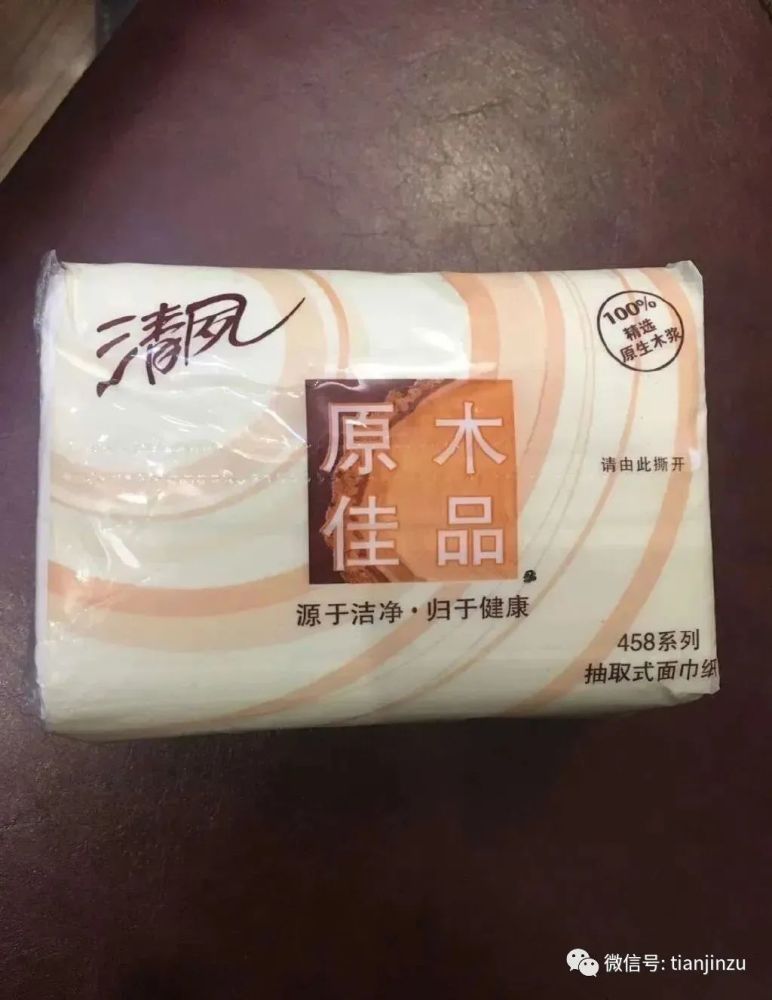 清风
100%
精选
原生木浆
原木
佳品
请由此撕开
源于洁净·归于健康
458系列
抽取式面巾纸
微信号: tianjinzu